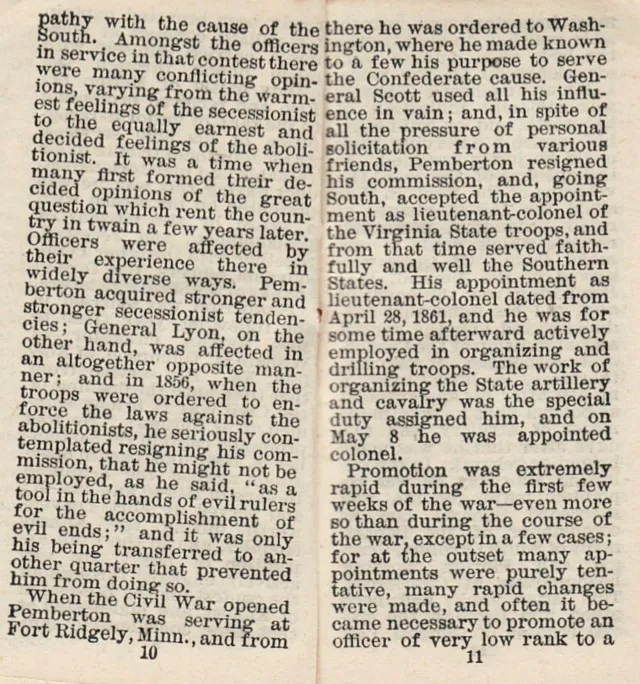 pathy with the cause of the
South. Amongst the officers
in service in that contest there
were many conflicting opin-
ions, varying from the warm-
est feelings of the secessionist
to the equally earnest and
decided feelings of the aboli-
tionist. It was a time when
many first formed their de-
cided opinions of the great
question which rent the coun-
try in twain a few years later.
Officers were affected by
their experience there in
widely diverse ways. Pem-
berton acquired stronger and
stronger secessionist tenden-
cies; General Lyon, on the
other hand, was affected in
an altogether opposite man-
ner; and in 1856, when the
troops were ordered to en-
force the laws against the
abolitionists, he seriously con-
templated resigning his com-
mission, that he might not be
employed, as he said, "as a
tool in the hands of evil rulers
for the accomplishment of
evil ends;" and it was only
his being transferred to an-
other quarter that prevented
him from doing so.
When the Civil War opened
Pemberton was serving at
Fort Ridgely, Minn., and from
10
there he was ordered to Wash-
ington, where he made known
to a few his purpose to serve
the Confederate cause. Gen-
eral Scott used all his influ-
ence in vain; and, in spite of
all the pressure of personal
solicitation from various
friends, Pemberton resigned
his commission, and, going
South, accepted the appoint-
ment as lieutenant-colonel of
the Virginia State troops, and
from that time served faith-
fully and well the Southern
States. His appointment as
lieutenant-colonel dated from
April 28, 1861, and he was for
some time afterward actively
employed in organizing and
drilling troops. The work of
organizing the State artillery
and cavalry was the special
duty assigned him, and on
May 8 he was appointed
colonel.
Promotion was extremely
rapid during the first few
weeks of the war—even more
so than during the course of
the war, except in a few cases;
for at the outset many ap-
pointments were purely ten-
tative, many rapid changes
were made, and often it be-
came necessary to promote an
officer of very low rank to a
11